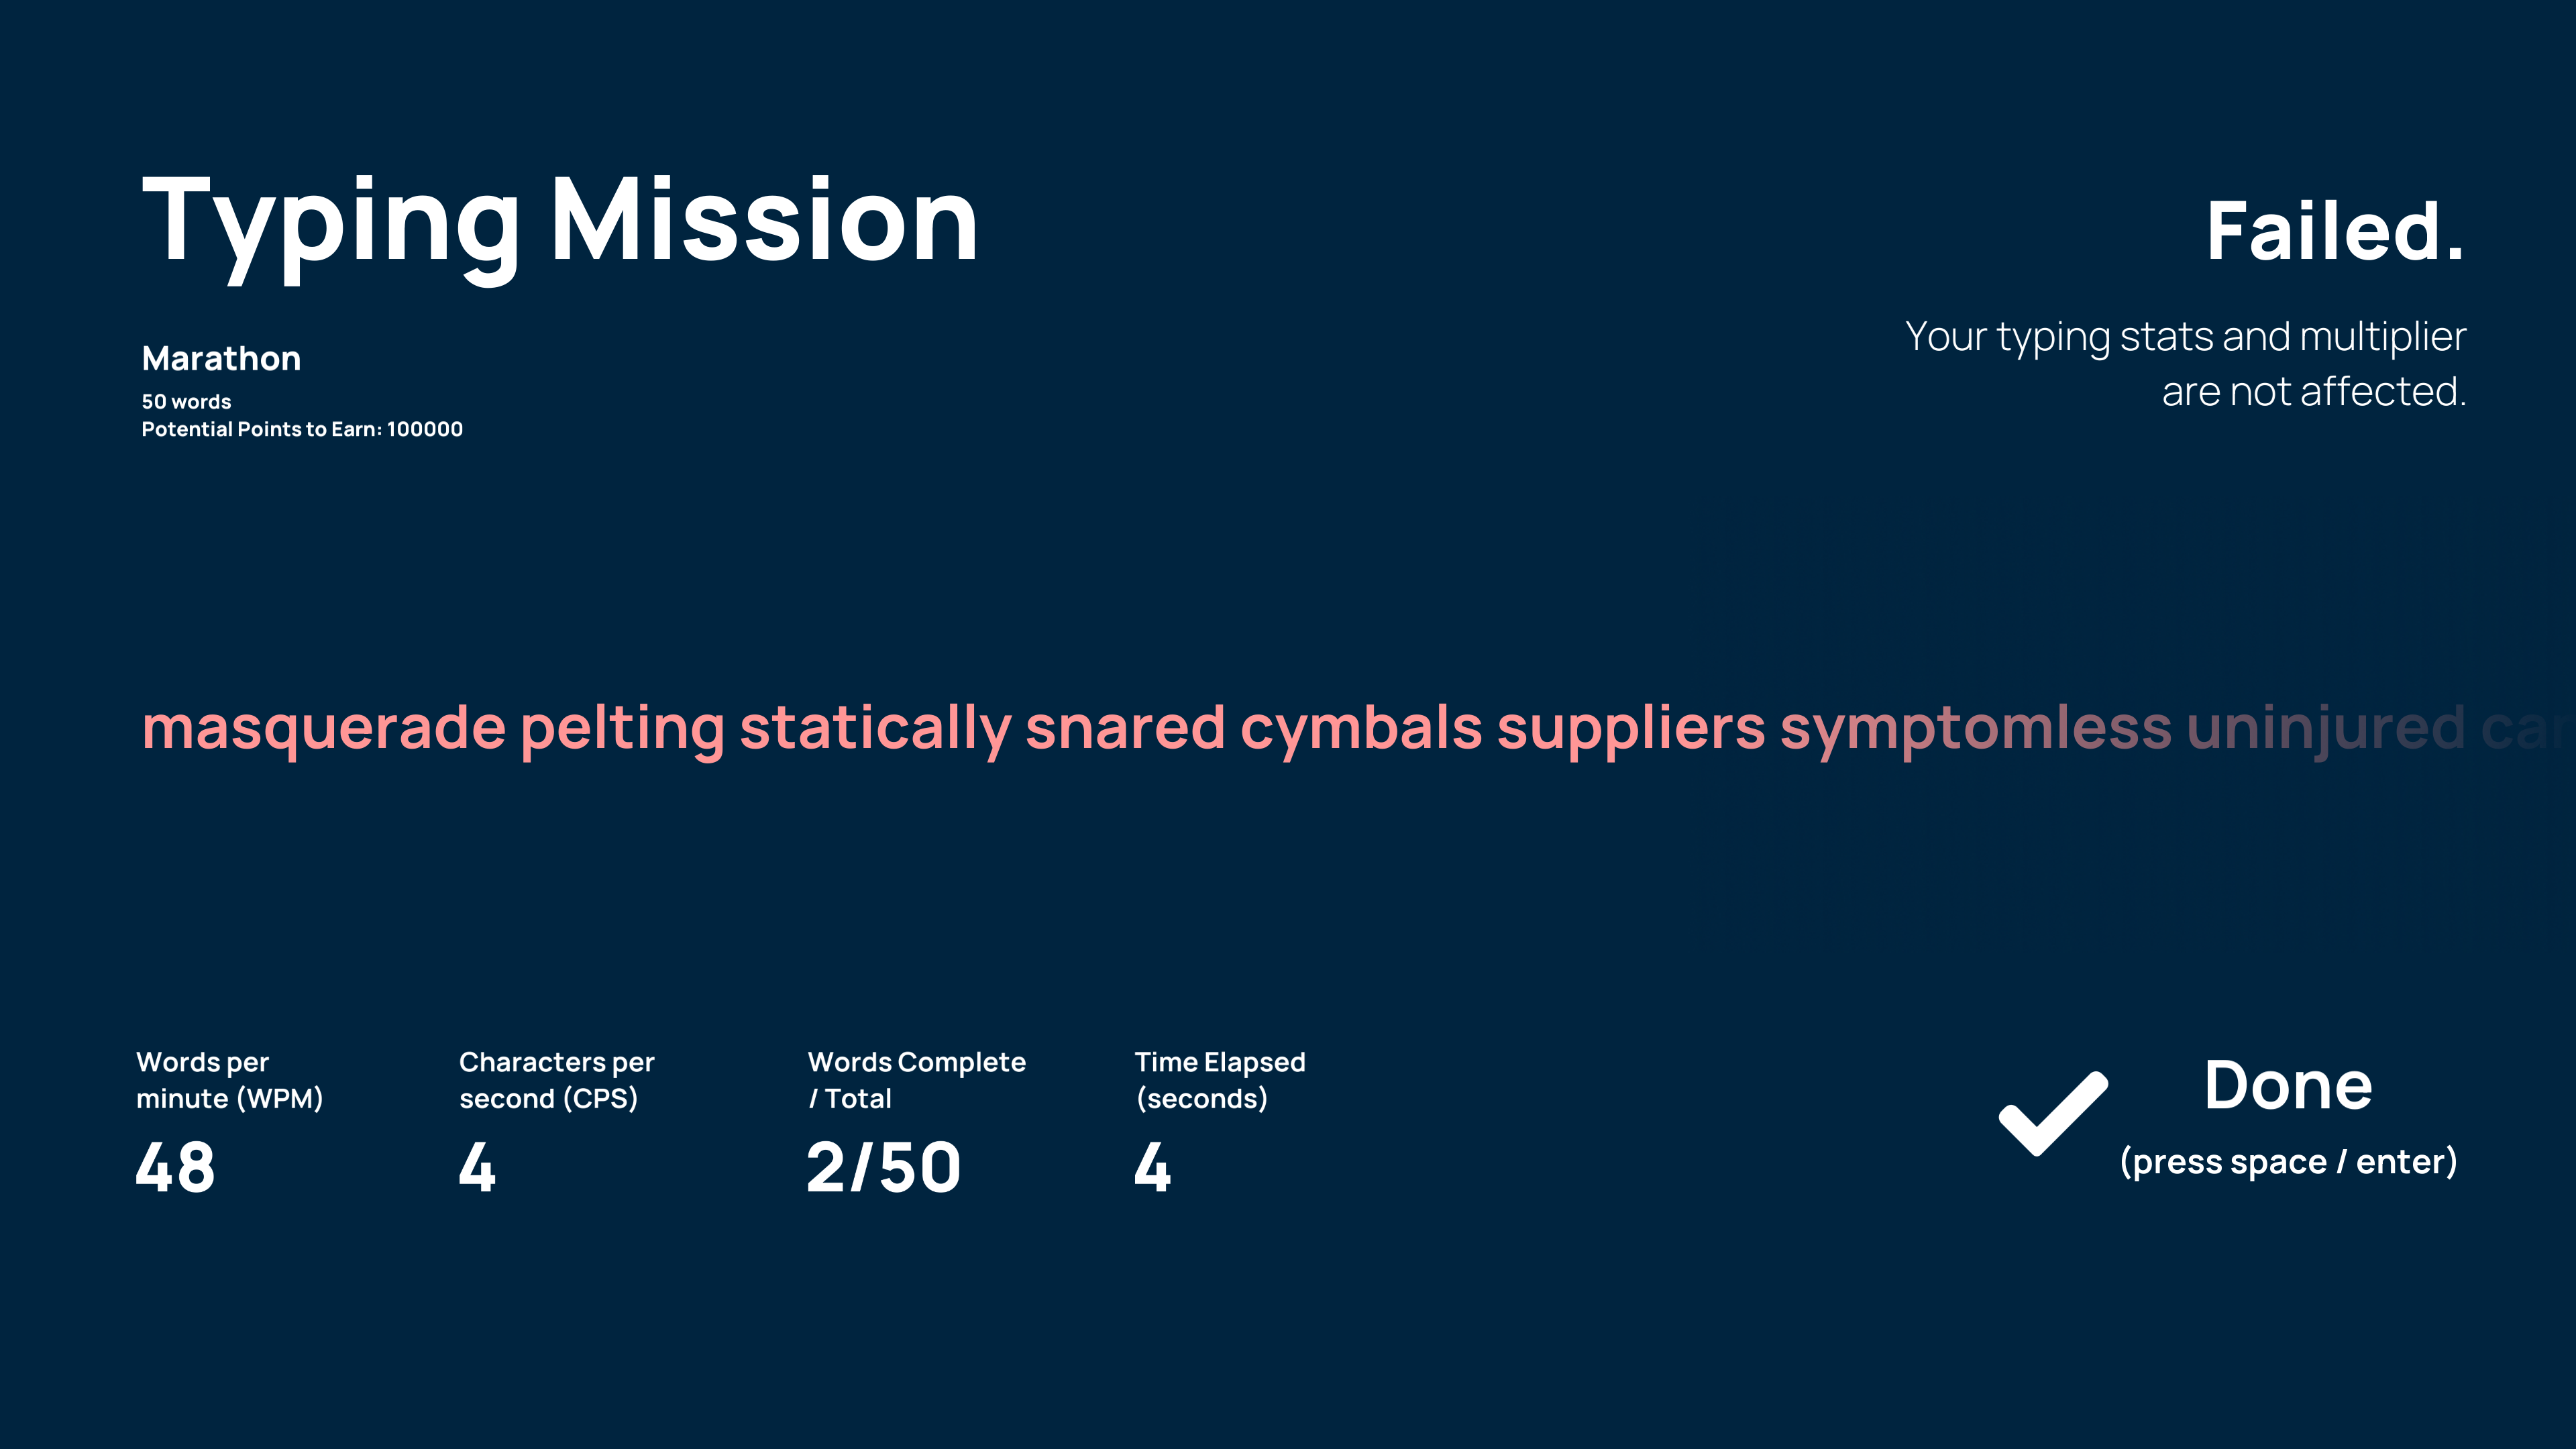 Typing Mission
Failed.
Your typing stats and multiplier
are not affected.
Marathon
50 words
Potential Points to Earn: 100000
masquerade pelting statically snared cymbals suppliers symptomless uninjured
Words per
minute (WPM)
48
Characters per
second (CPS)
4
Words Complete
/ Total
2/50
Time Elapsed
(seconds)
4
Done
(press space / enter)